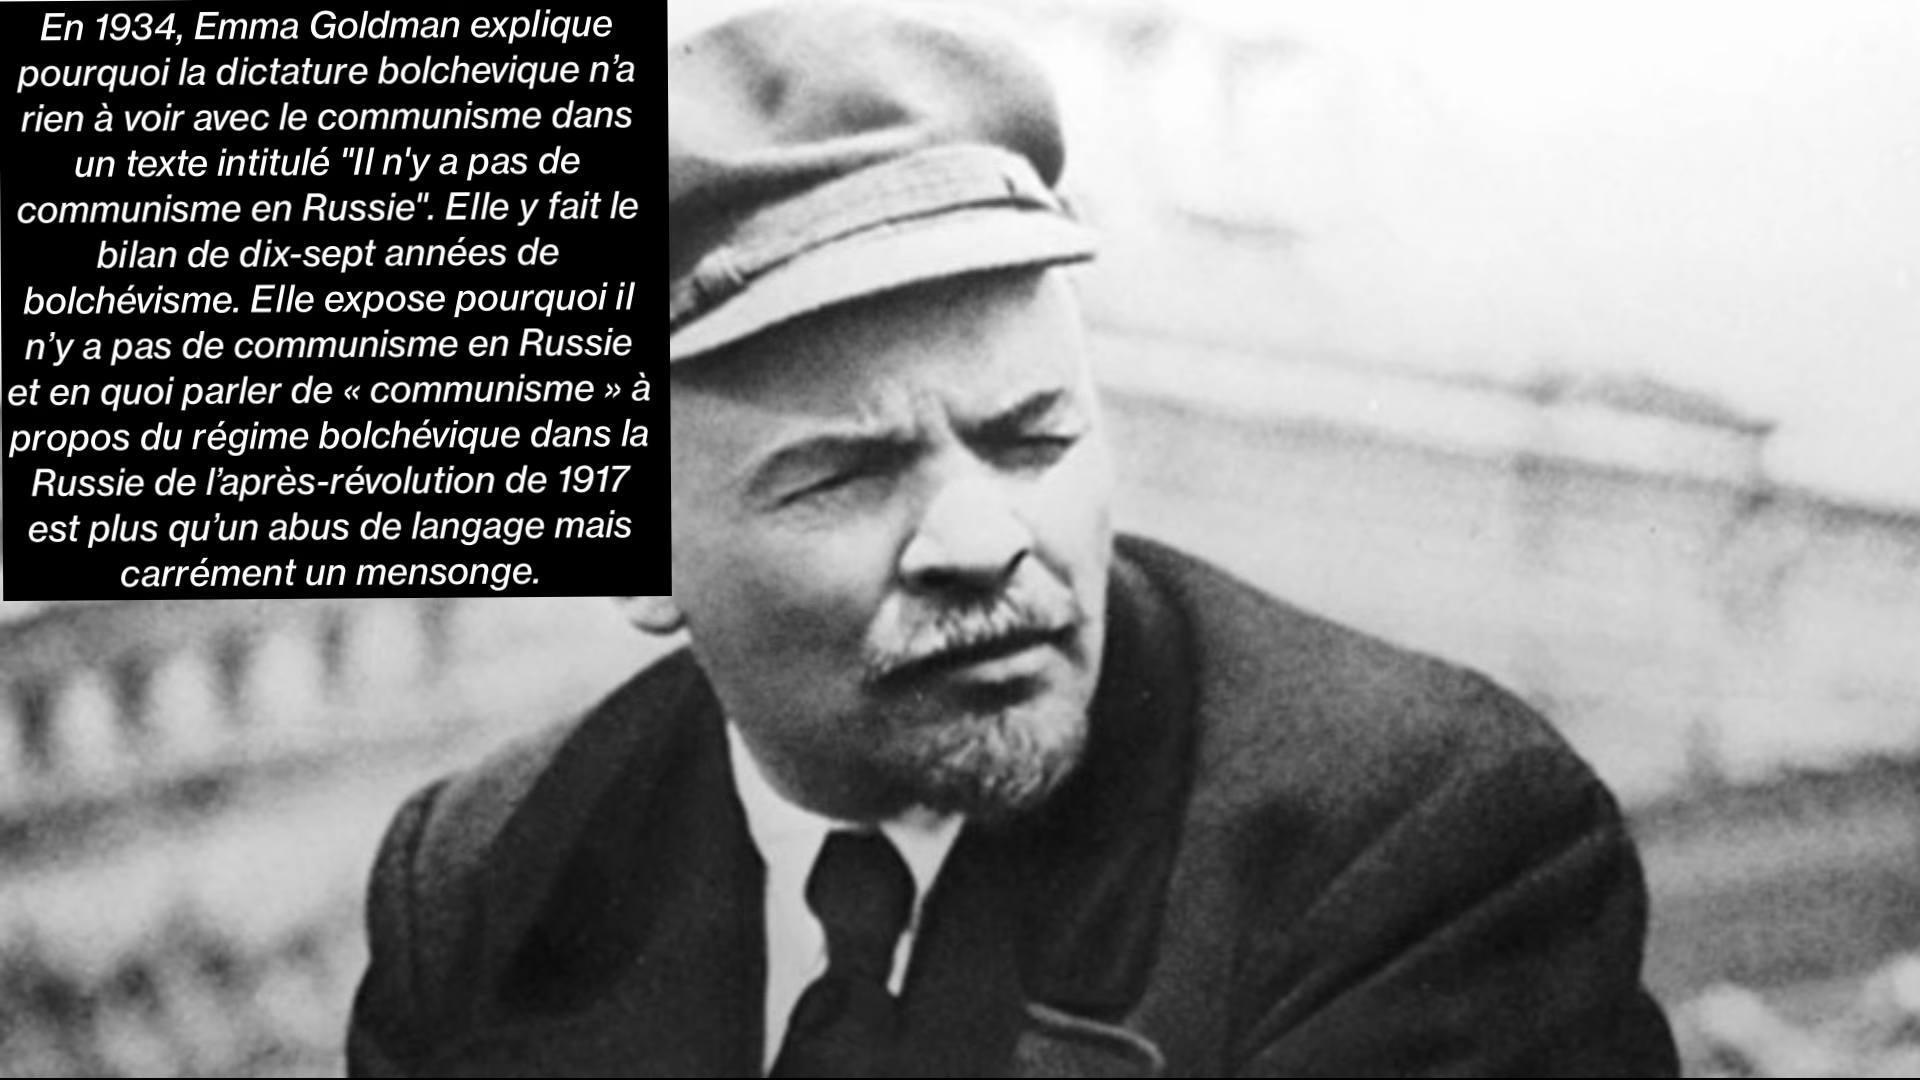 En 1934, Emma Goldman explique
pourquoi la dictature bolchevique n’a
rien à voir avec le communisme dans
un texte intitulé "Il n'y a pas de
communisme en Russie". Elle y fait le
bilan de dix-sept années de
bolchévisme. Elle expose pourquoi il
n’y a pas de communisme en Russie
et en quoi parler de « communisme » à
propos du régime bolchévique dans la
Russie de l’après-révolution de 1917
est plus qu’un abus de langage mais
carrément un mensonge.